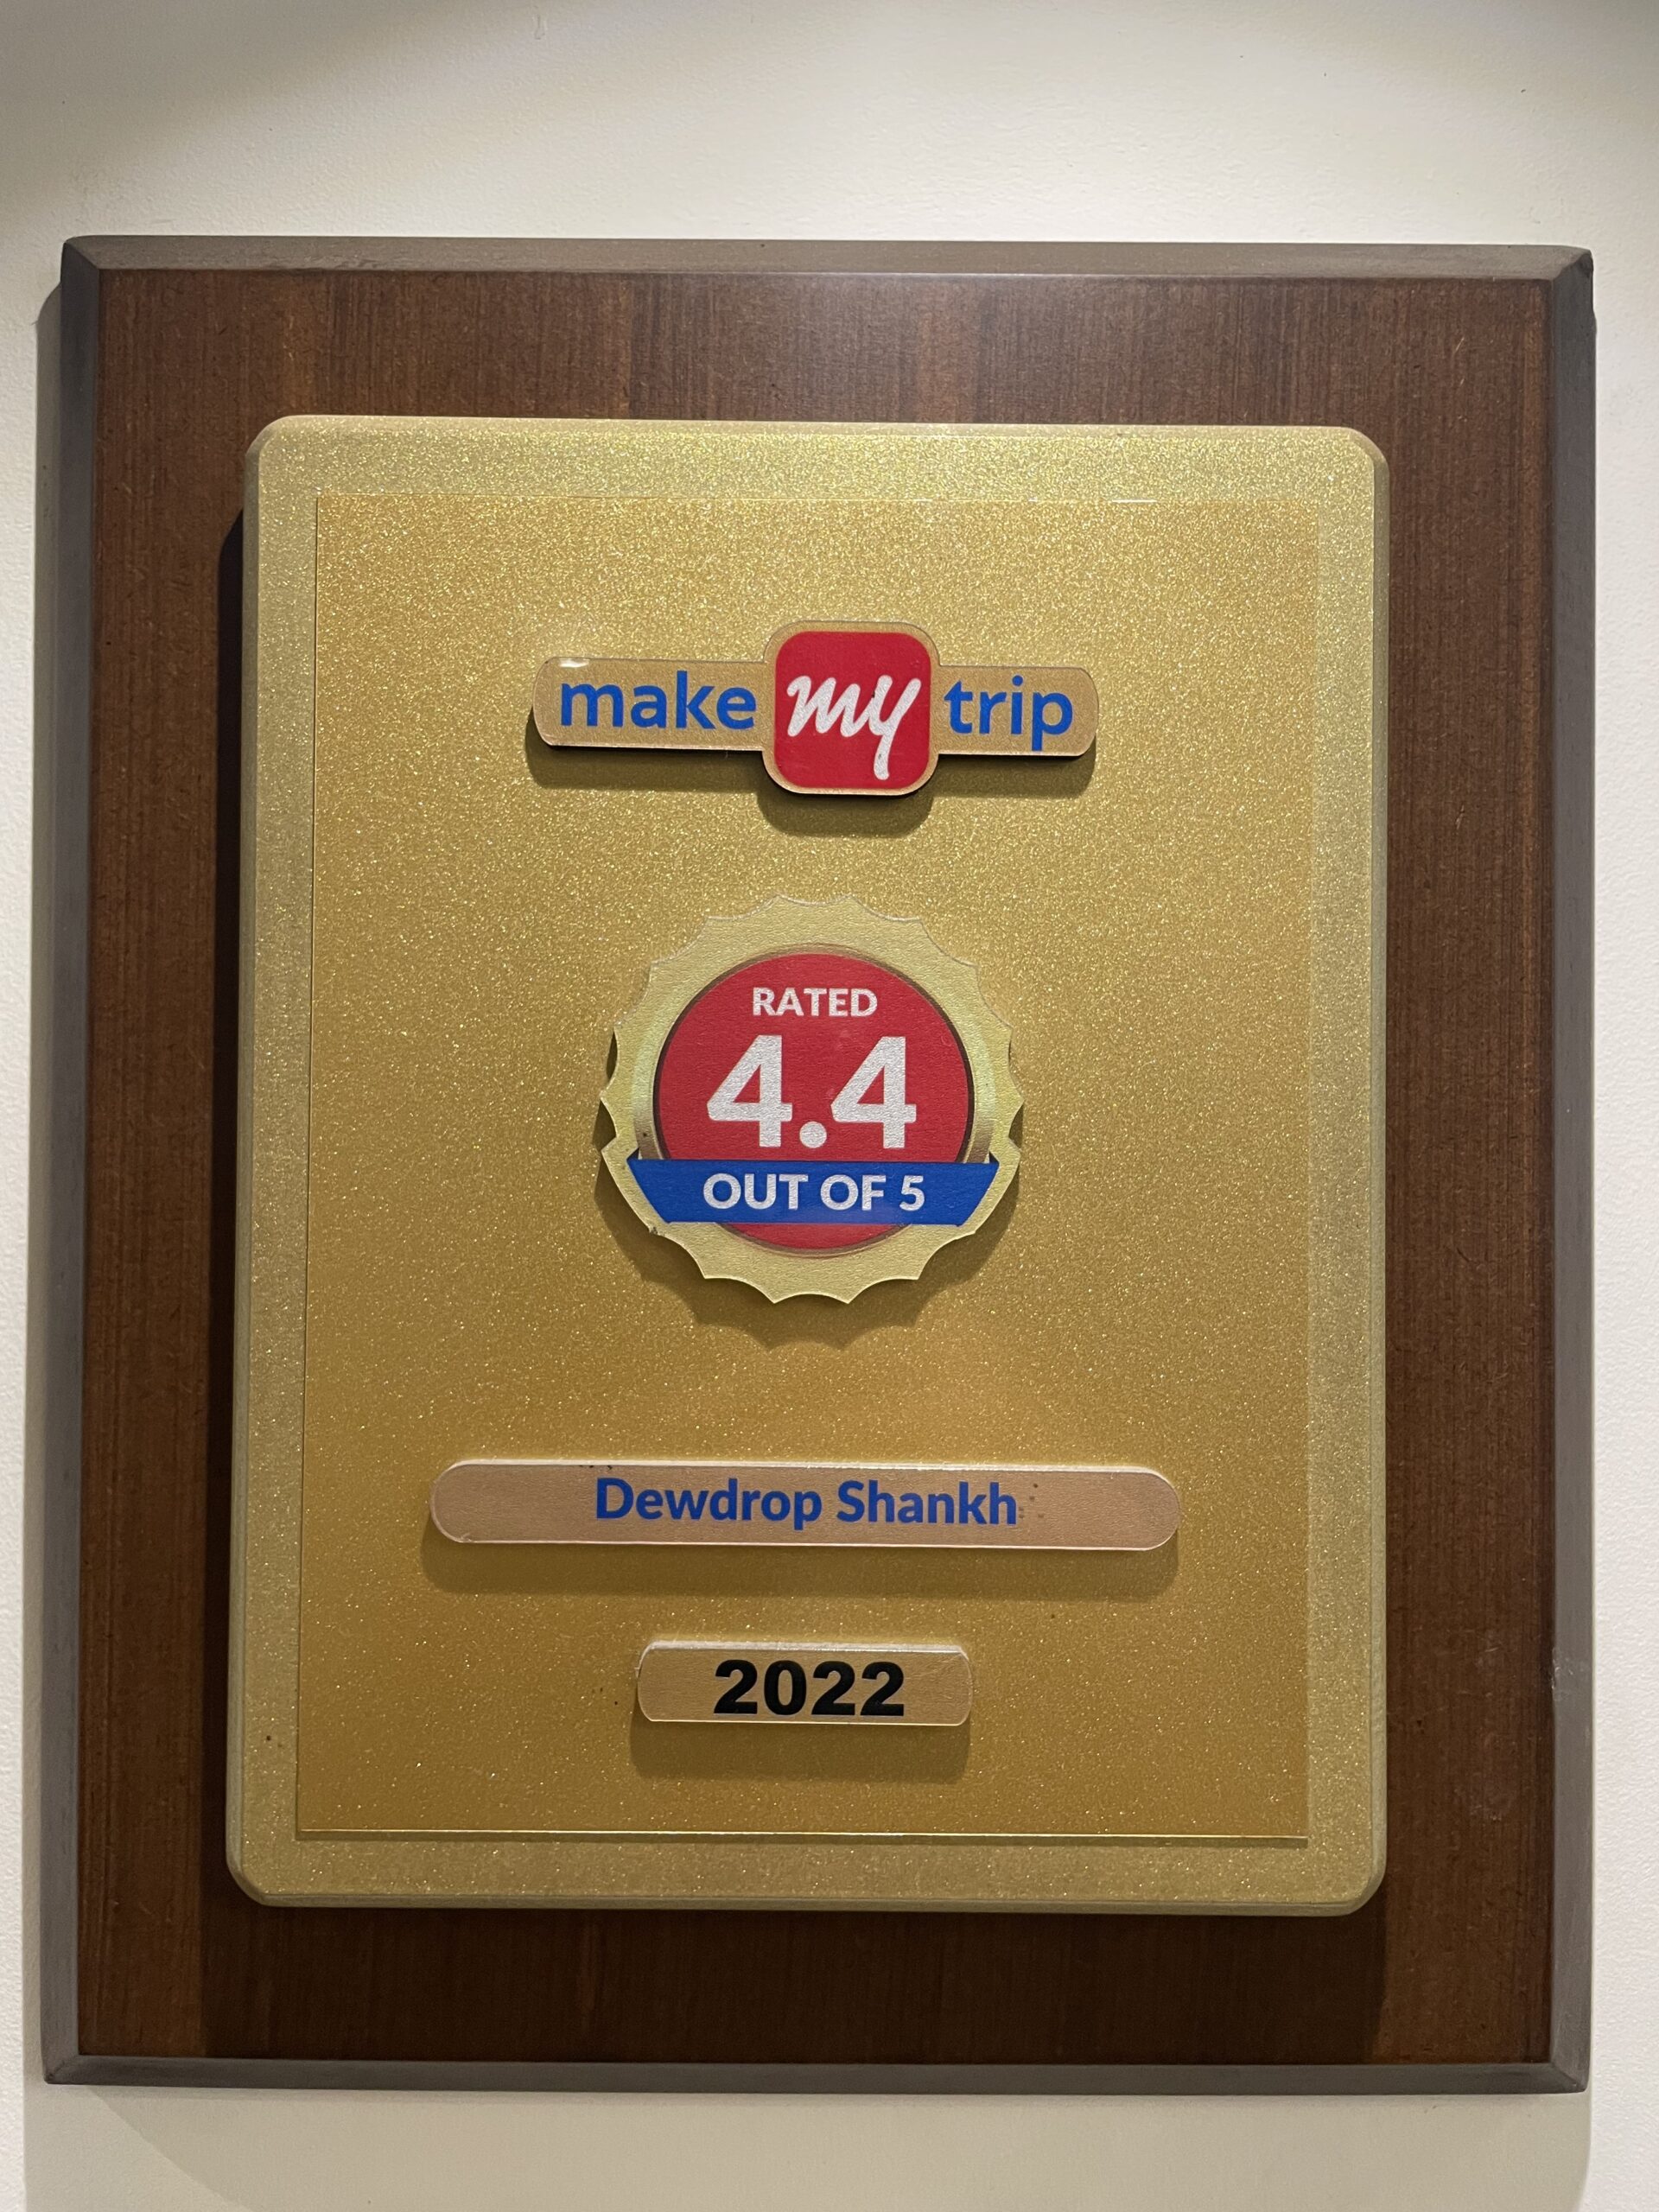 make my trip
RATED
4.4
OUT OF 5
Dewdrop Shankh
2022